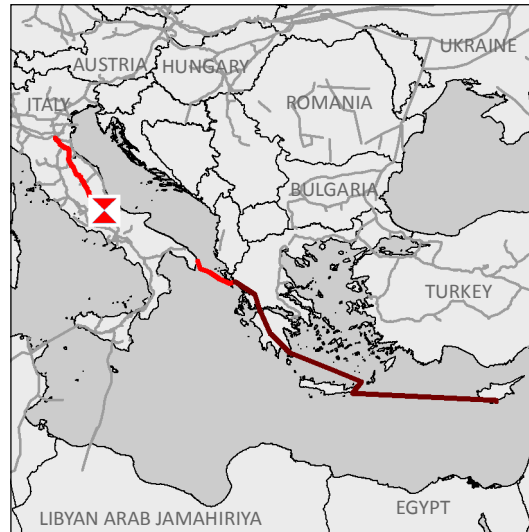 UKRAINE
AUSTRIA
HUNGARY
ITALY
ROMANIA
BULGARIA
TURKEY
EGYPT
LIBYAN ARAB JAMAHIRIYA